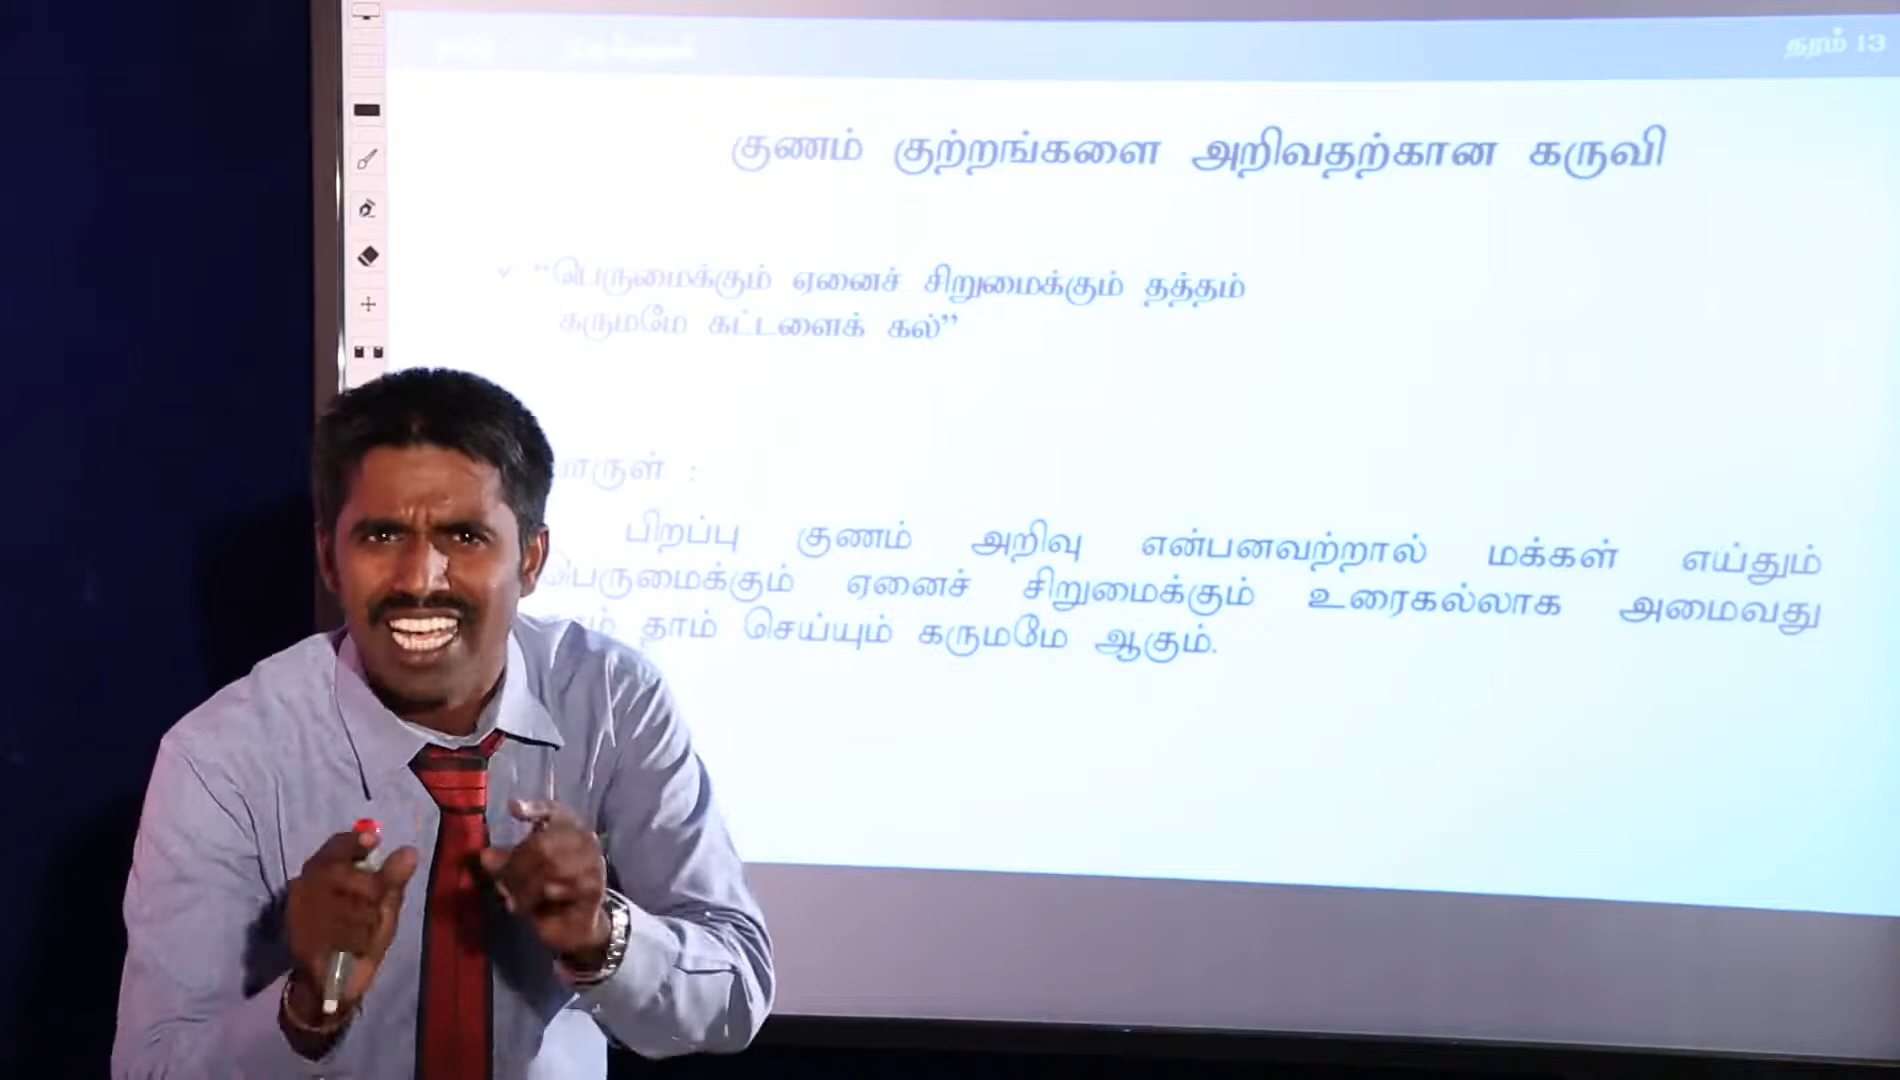 தரம் 13
குணம் குற்றங்களை அறிவதற்கான கருவி
"பெருமைக்கும் ஏனைச் சிறுமைக்கும் தத்தம்
கருமமே கட்டளைக் கல்"
ருள் :
பிறப்பு குணம் அறிவு என்பனவற்றால் மக்கள் எய்தும்
பெருமைக்கும் ஏனைச் சிறுமைக்கும் உரைகல்லாக அமைவது
தாம் செய்யும் கருமமே ஆகும்.